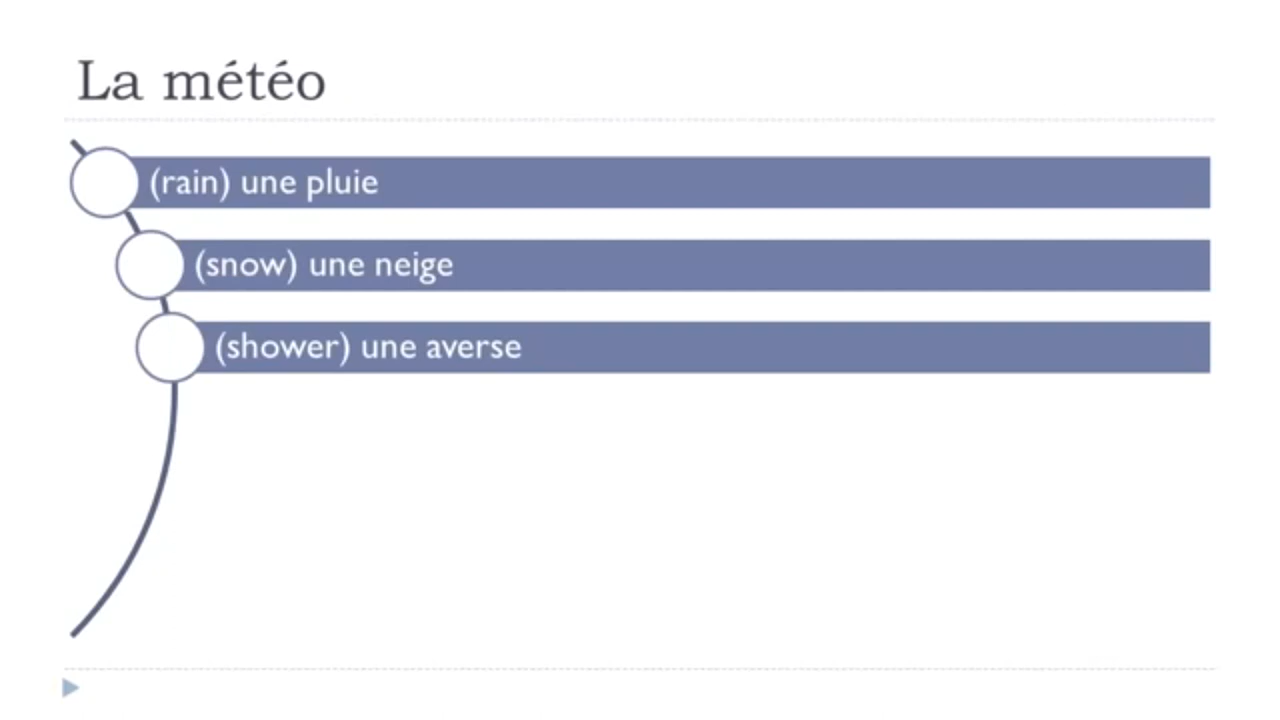 La météo
(rain) une pluie
(snow) une neige
(shower) une averse